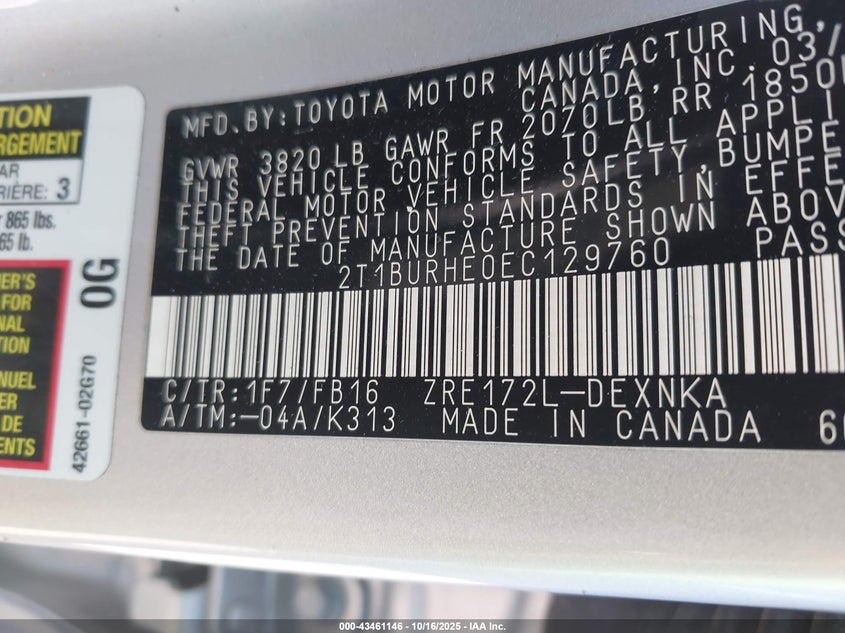 TION
RGEMENT
AR
RIÈRE: 3
r 865 lbs.
65 lb.
ER'S
FOR
NAL
TION
ANUEL
ER
DE
ENTS
0G
42661-02G70
MFD.BY:TOYOTA MOTOR MANUFACTURING,
CANADA, INC. 03/
GVWR 3820 LB GAWR FR 2070LB, RR 1850
THIS VEHICLE CONFORMS TO ALL APPLI
FEDERAL MOTOR VEHICLE SAFETY, BUMPE
THEFT PREVENTION STANDARDS IN EFFE
THE DATE OF MANUFACTURE SHOWN ABOV
2T1BURHE0EC129760 PASS
C/TR:1F7/FB16 ZRE172L-DEXNKA
A/TM:-04A/K313 MADE IN CANADA 6
000-43461146 - 10/16/2025 - IAA Inc.